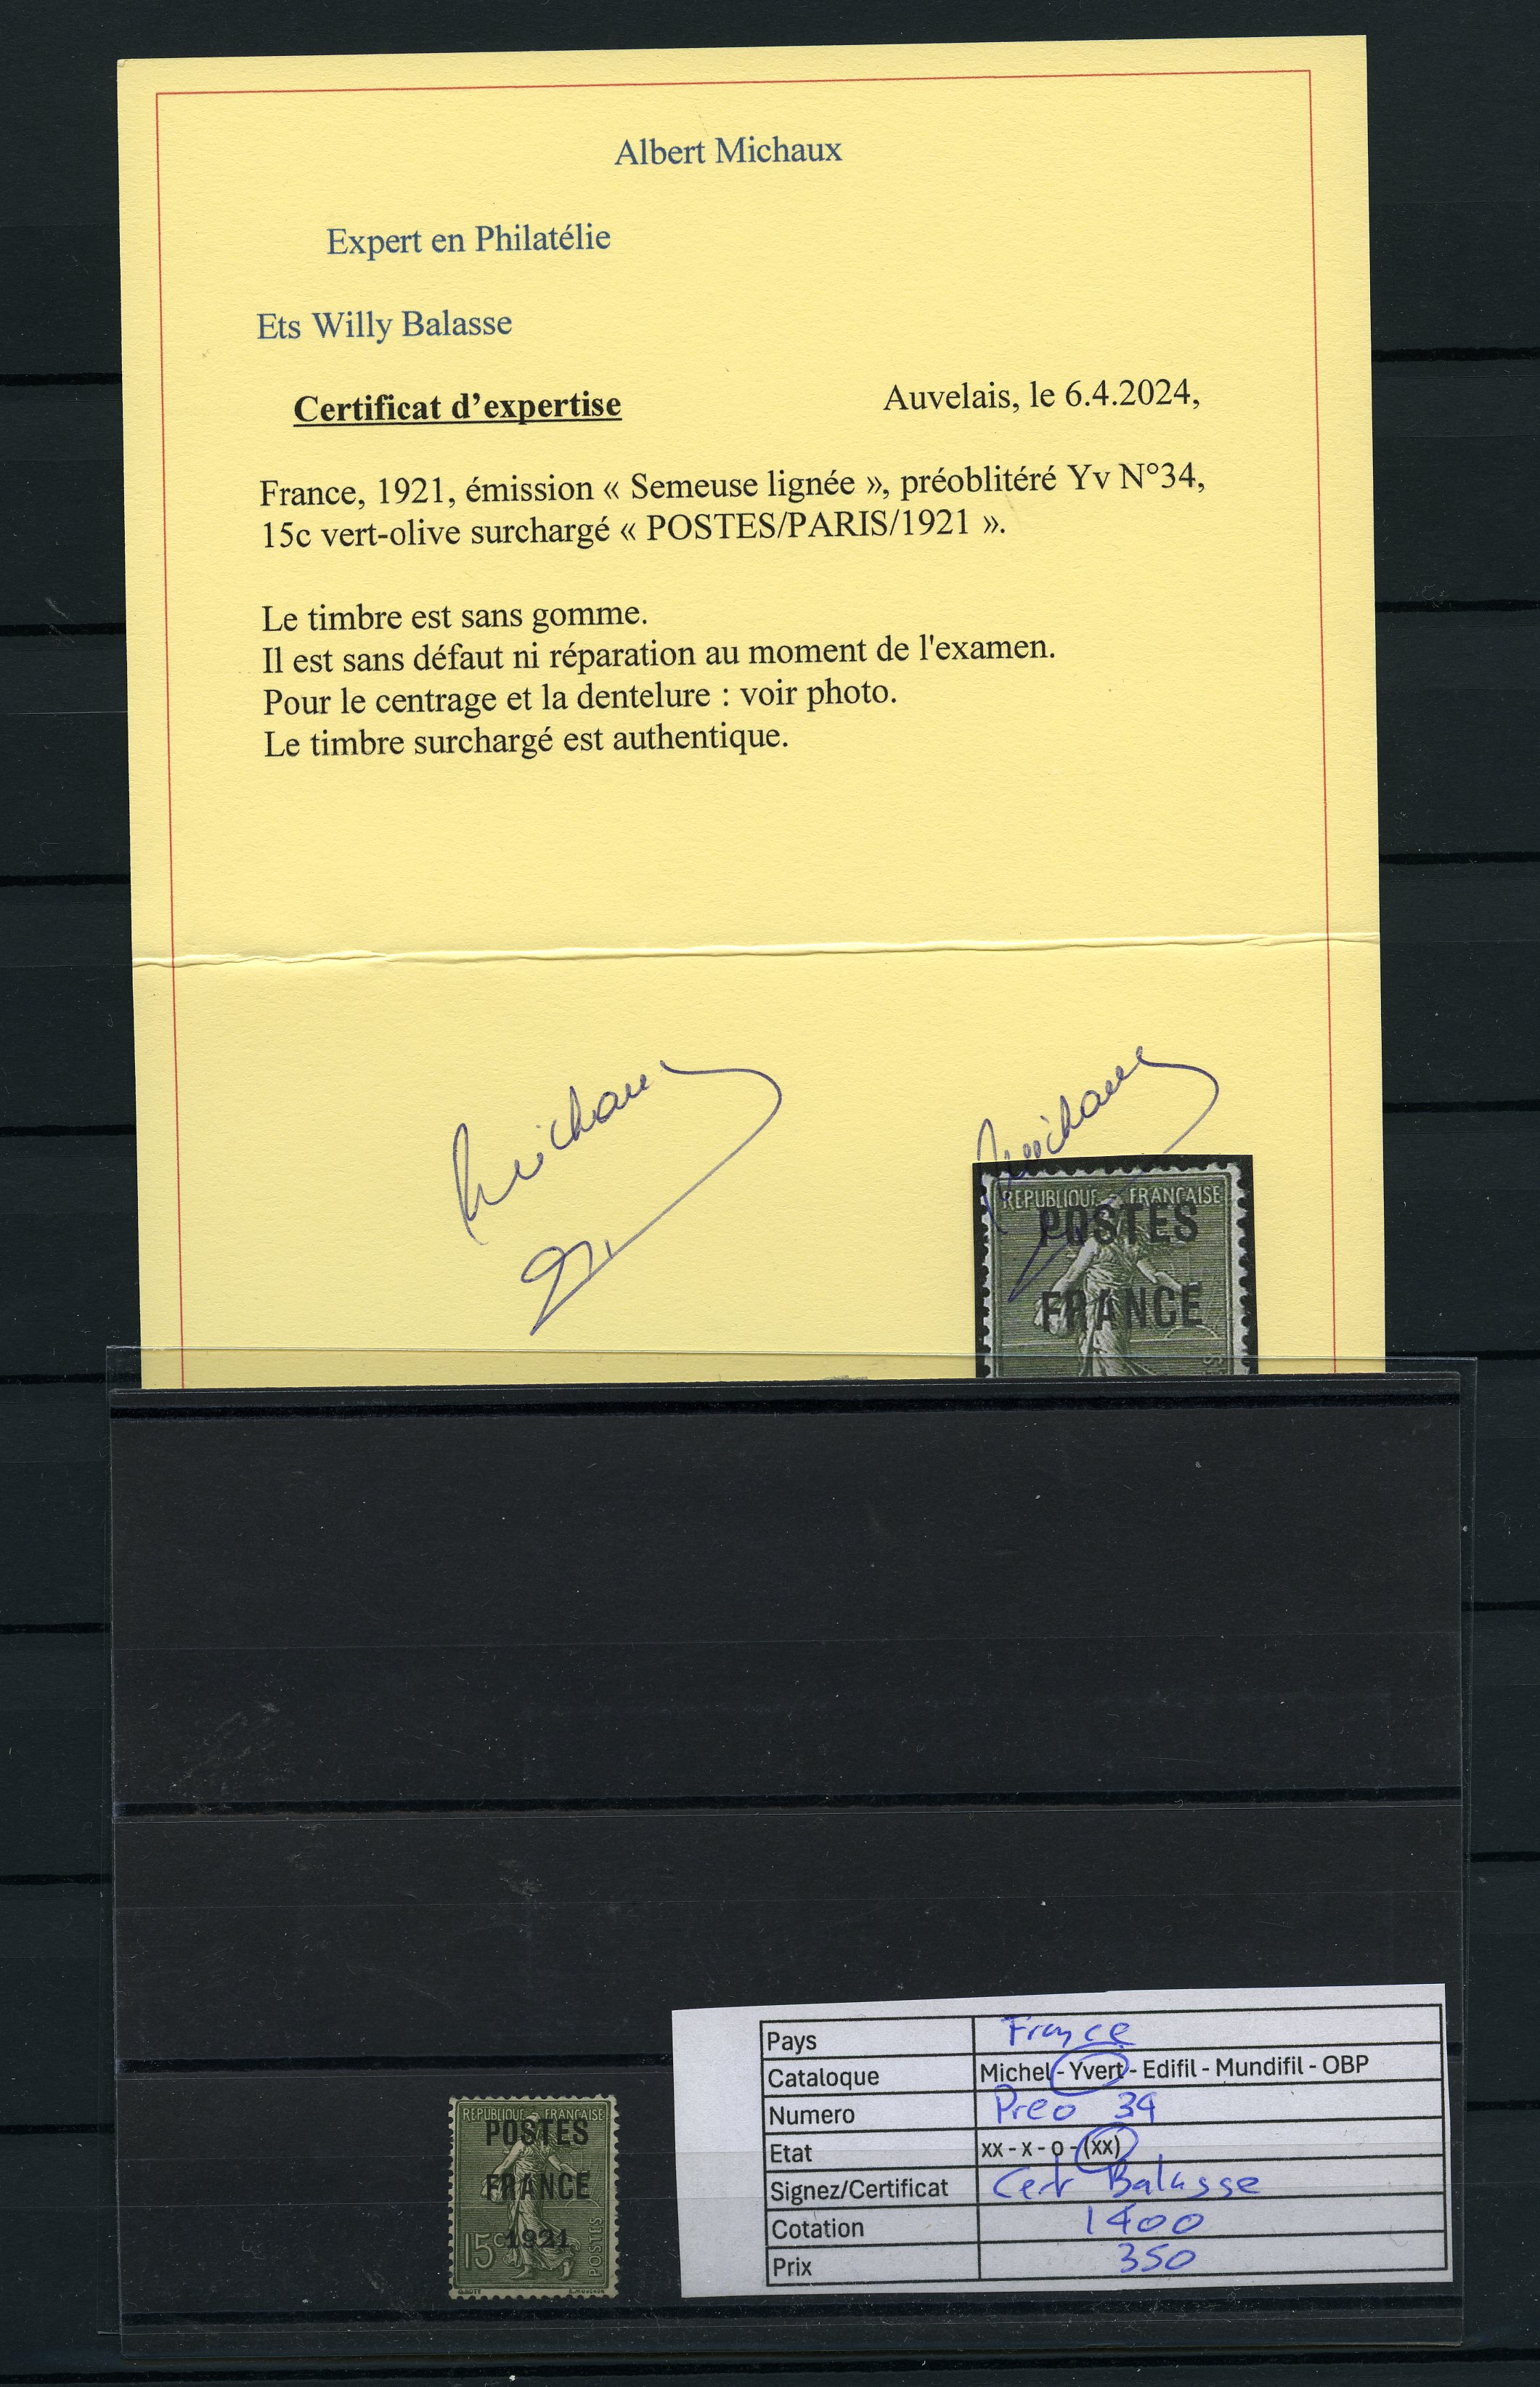 Albert Michaux
Expert en Philatélie
Ets Willy Balasse
Certificat d'expertise
Auvelais, le 6.4.2024,
France, 1921, émission « Semeuse lignée », préoblitéré Yv N°34,
15c vert-olive surchargé « POSTES/PARIS/1921 ».
Le timbre est sans gomme.
Il est sans défaut ni réparation au moment de l'examen.
Pour le centrage et la dentelure : voir photo.
Le timbre surchargé est authentique.
Michaux
Michaux
REPUBLIQUE FRANÇAISE
POSTES
FRANCE
REPUBLIQUE FRANÇAISE
POSTES
FRANCE
15c 1921
POSTES
Pays France
Cataloque Michel - Yvert - Edifil - Mundifil - OBP
Numero Preo 34
Etat xx - x - o - (xx)
Signez/Certificat Cert Balasse
Cotation 1400
Prix 350